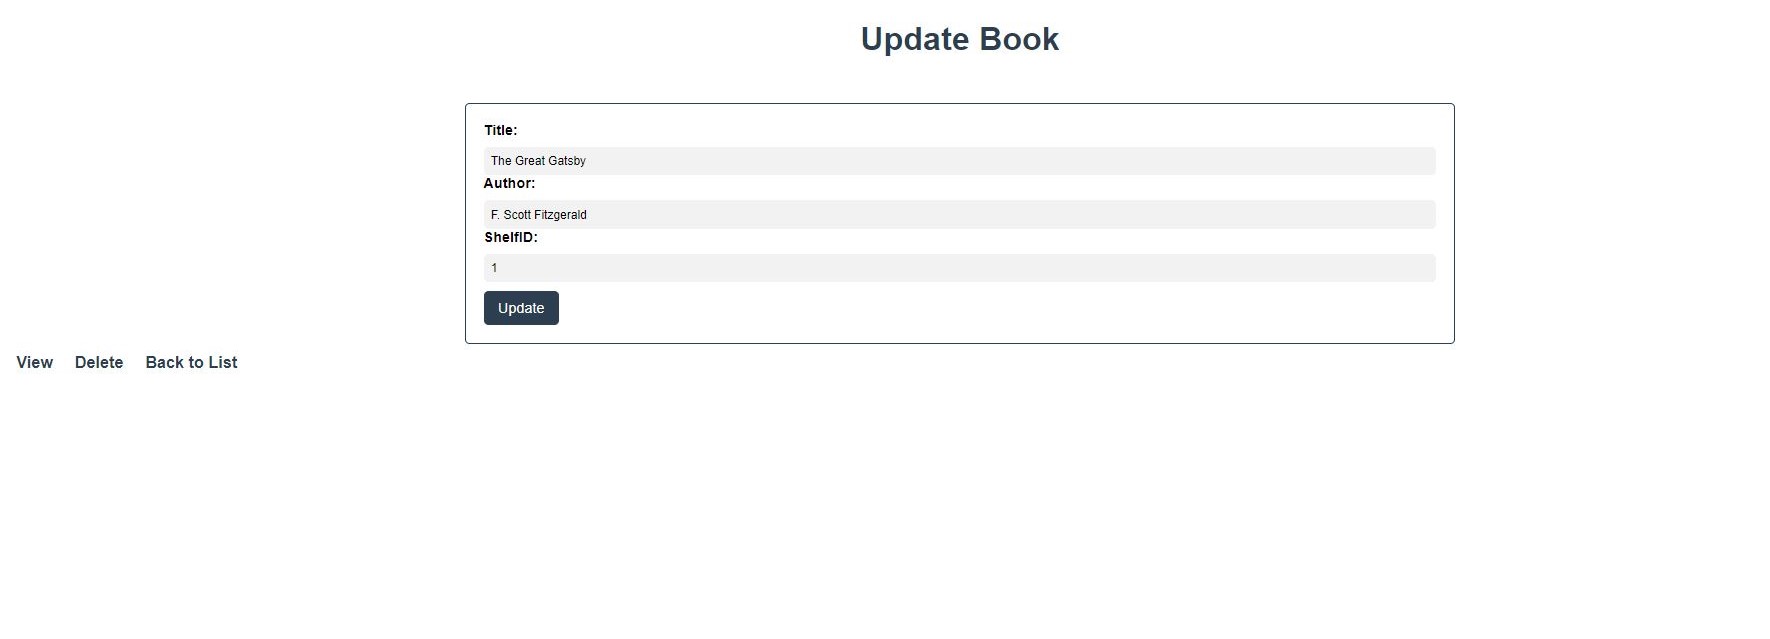 Update Book
Title:
The Great Gatsby
Author:
F. Scott Fitzgerald
ShelfID:
1
Update
View Delete Back to List